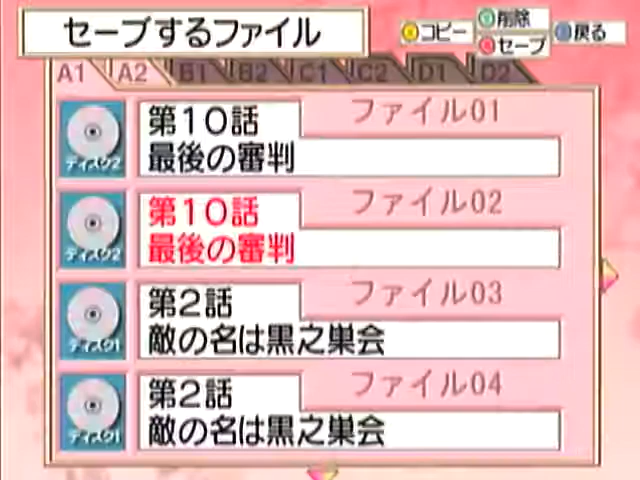 セーブするファイル
Y コピー
削除
セーブ
戻る
A1 A2 B1 B2 C1 C2 D1 D2
ファイル01
第10話
最後の審判
ディスク2
ファイル02
第10話
最後の審判
ディスク2
ファイル03
第2話
敵の名は黒之巣会
ディスク1
ファイル04
第2話
敵の名は黒之巣会
ディスク1